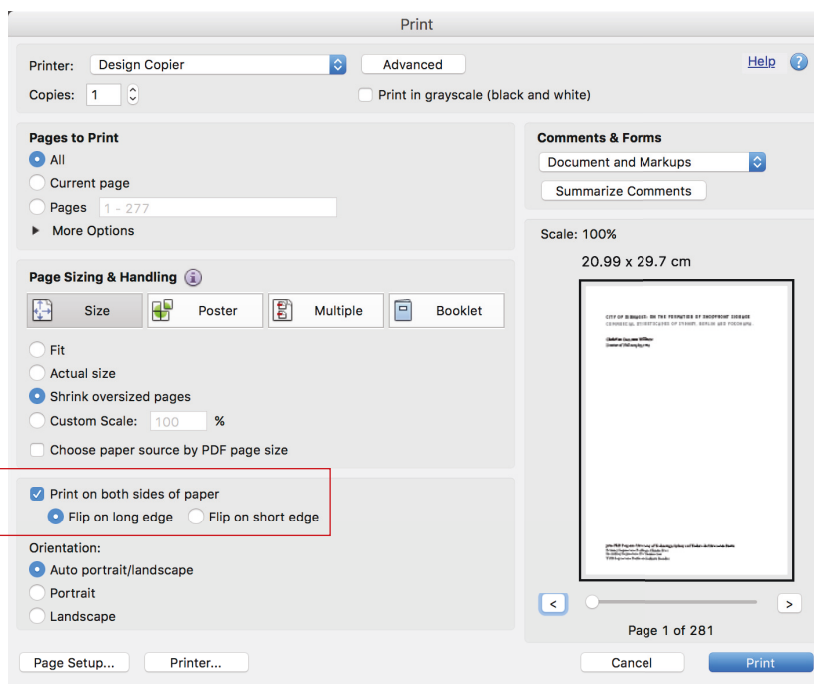 Print
Printer: Design Copier Advanced Help ?
Copies: 1 Print in grayscale (black and white)
Pages to Print
All
Current page
Pages 1 - 277
More Options
Comments & Forms
Document and Markups
Summarize Comments
Scale: 100%
20.99 x 29.7 cm
Page Sizing & Handling i
Size Poster Multiple Booklet
Fit
Actual size
Shrink oversized pages
Custom Scale: 100 %
Choose paper source by PDF page size
Print on both sides of paper
Flip on long edge Flip on short edge
Orientation:
Auto portrait/landscape
Portrait
Landscape
< >
Page 1 of 281
Page Setup... Printer... Cancel Print